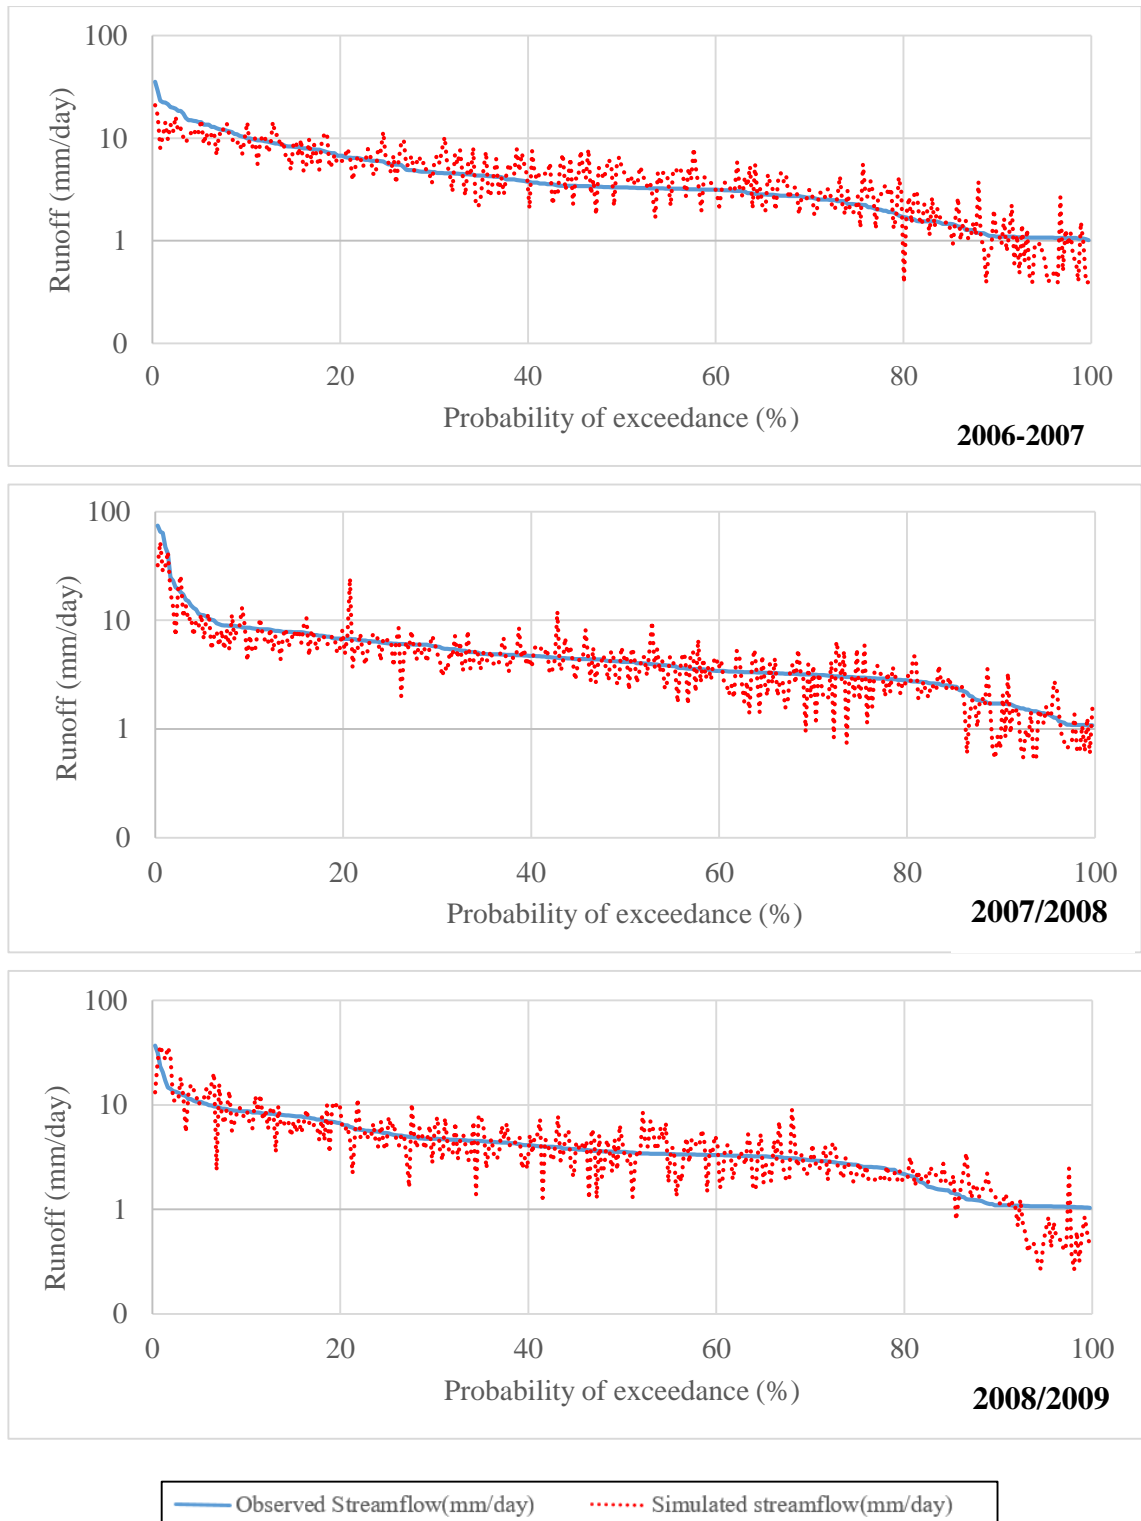 100
10
1
0
Runoff (mm/day)
0 20 40 60 80 100
Probability of exceedance (%)
2006-2007
100
10
1
0
Runoff (mm/day)
0 20 40 60 80 100
Probability of exceedance (%)
2007/2008
100
10
1
0
Runoff (mm/day)
0 20 40 60 80 100
Probability of exceedance (%)
2008/2009
Observed Streamflow(mm/day) Simulated streamflow(mm/day)